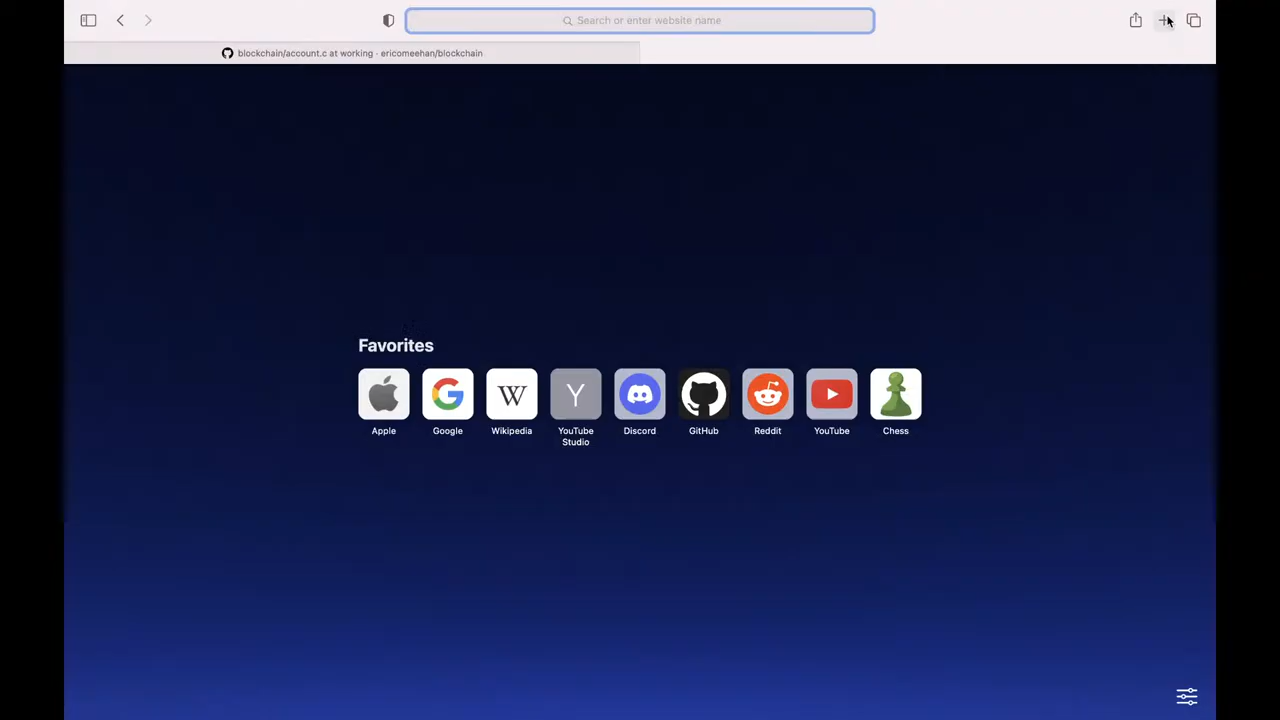 Search or enter website name
blockchain/account.c at working · ericomeehan/blockchain
Favorites
W
Y
Apple
Google
Wikipedia
YouTube
Studio
Discord
GitHub
Reddit
YouTube
Chess